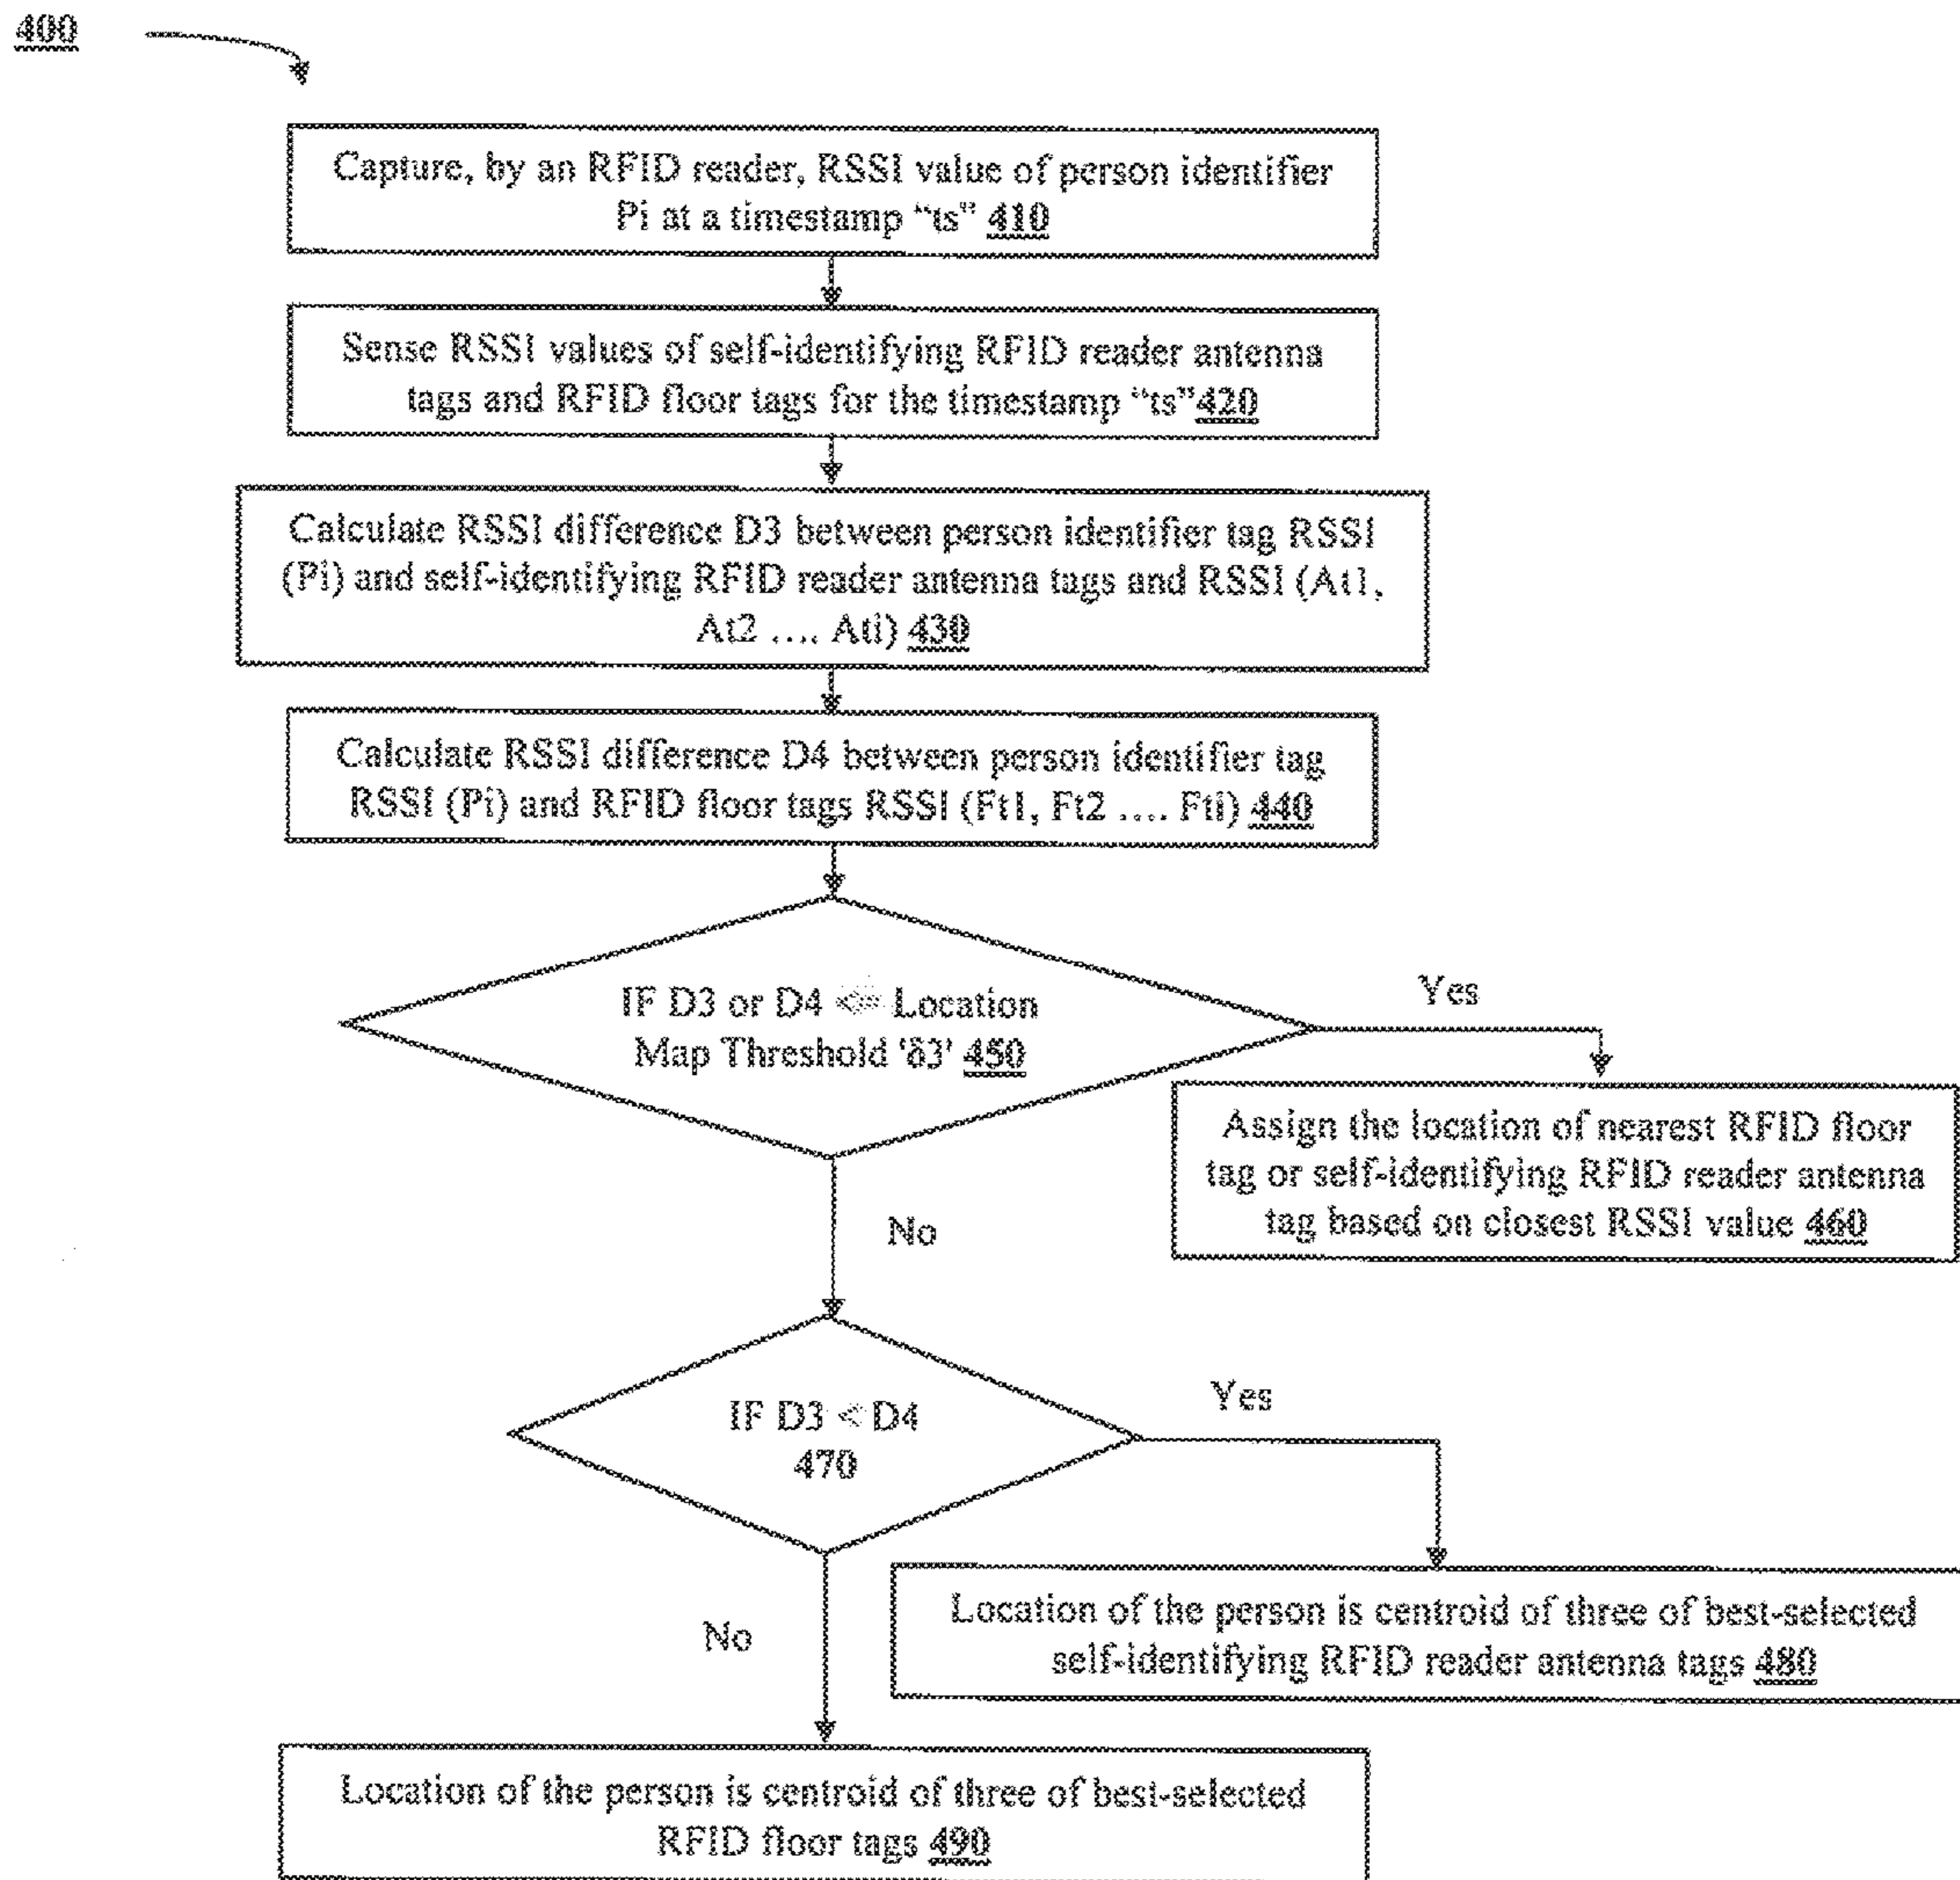 400
Capture, by an RFID reader, RSSI value of person identifier
Pi at a timestamp “ts” 410
Sense RSSI values of self-identifying RFID reader antenna
tags and RFID floor tags for the timestamp “ts”420
Calculate RSSI difference D3 between person identifier tag RSSI
(Pi) and self-identifying RFID reader antenna tags and RSSI (At1,
At2 .... Ati) 430
Calculate RSSI difference D4 between person identifier tag
RSSI (Pi) and RFID floor tags RSSI (Ft1, Ft2 .... Fti) 440
IF D3 or D4 <= Location
Map Threshold ‘δ3’ 450
Yes
Assign the location of nearest RFID floor
tag or self-identifying RFID reader antenna
tag based on closest RSSI value 460
No
IF D3 < D4
470
Yes
Location of the person is centroid of three of best-selected
self-identifying RFID reader antenna tags 480
No
Location of the person is centroid of three of best-selected
RFID floor tags 490